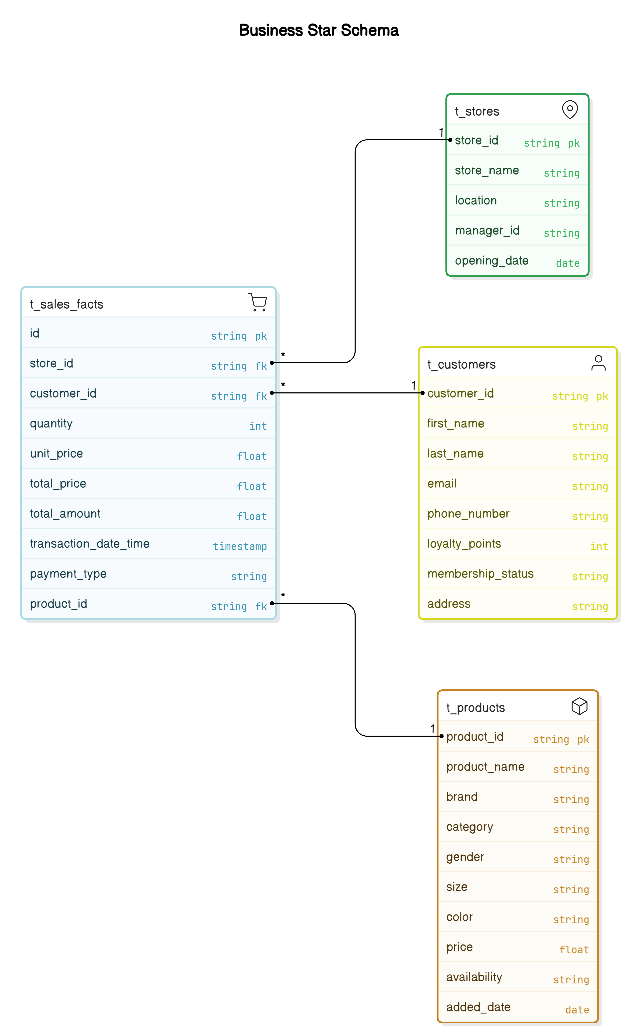 Business Star Schema
t_stores
1
store_id string pk
store_name string
location string
manager_id string
opening_date date
t_sales_facts
id string pk
store_id string fk *
customer_id string fk *
quantity int
unit_price float
total_price float
total_amount float
transaction_date_time timestamp
payment_type string
product_id string fk *
t_customers
1
customer_id string pk
first_name string
last_name string
email string
phone_number string
loyalty_points int
membership_status string
address string
t_products
1
product_id string pk
product_name string
brand string
category string
gender string
size string
color string
price float
availability string
added_date date